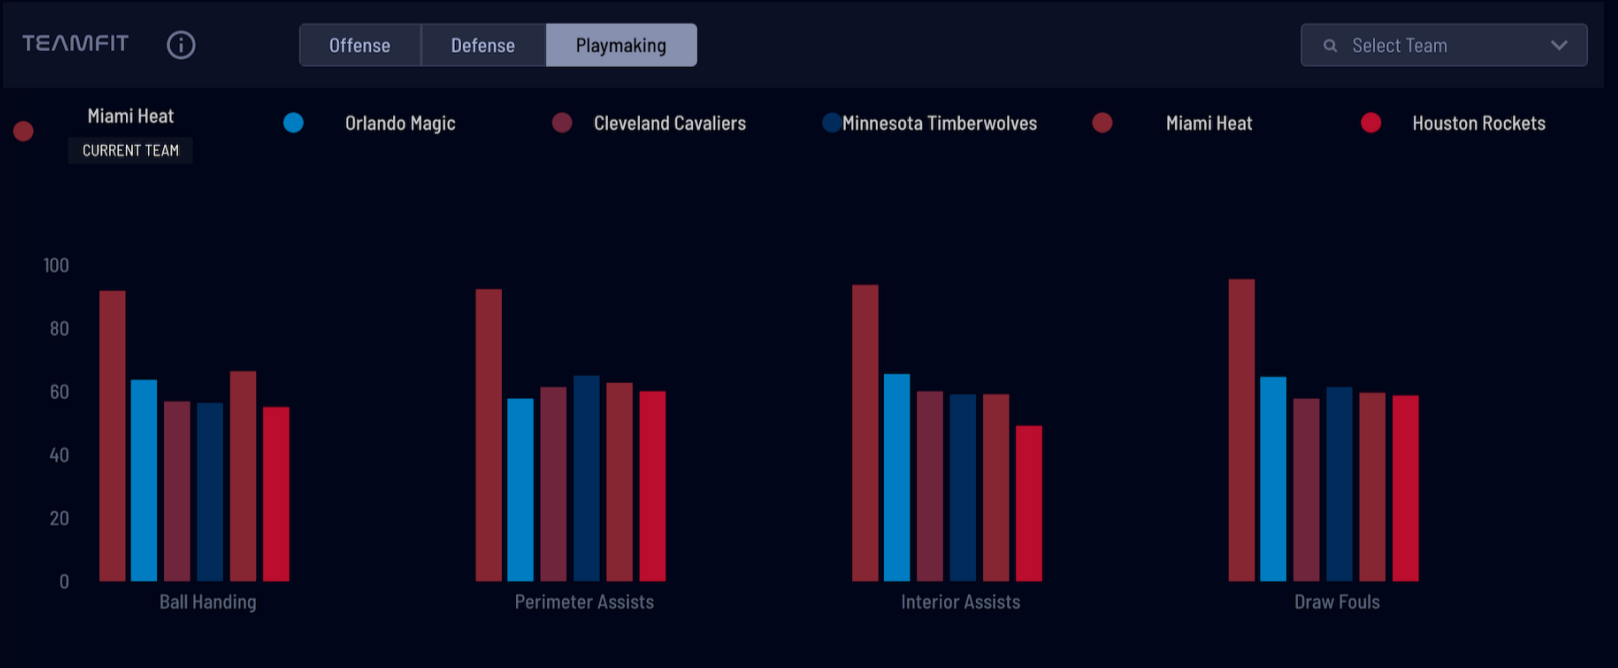 TEAMFIT
Offense Defense Playmaking
Select Team
Miami Heat
CURRENT TEAM
Orlando Magic
Cleveland Cavaliers
Minnesota Timberwolves
Miami Heat
Houston Rockets
100
80
60
40
20
0
Ball Handing
Perimeter Assists
Interior Assists
Draw Fouls